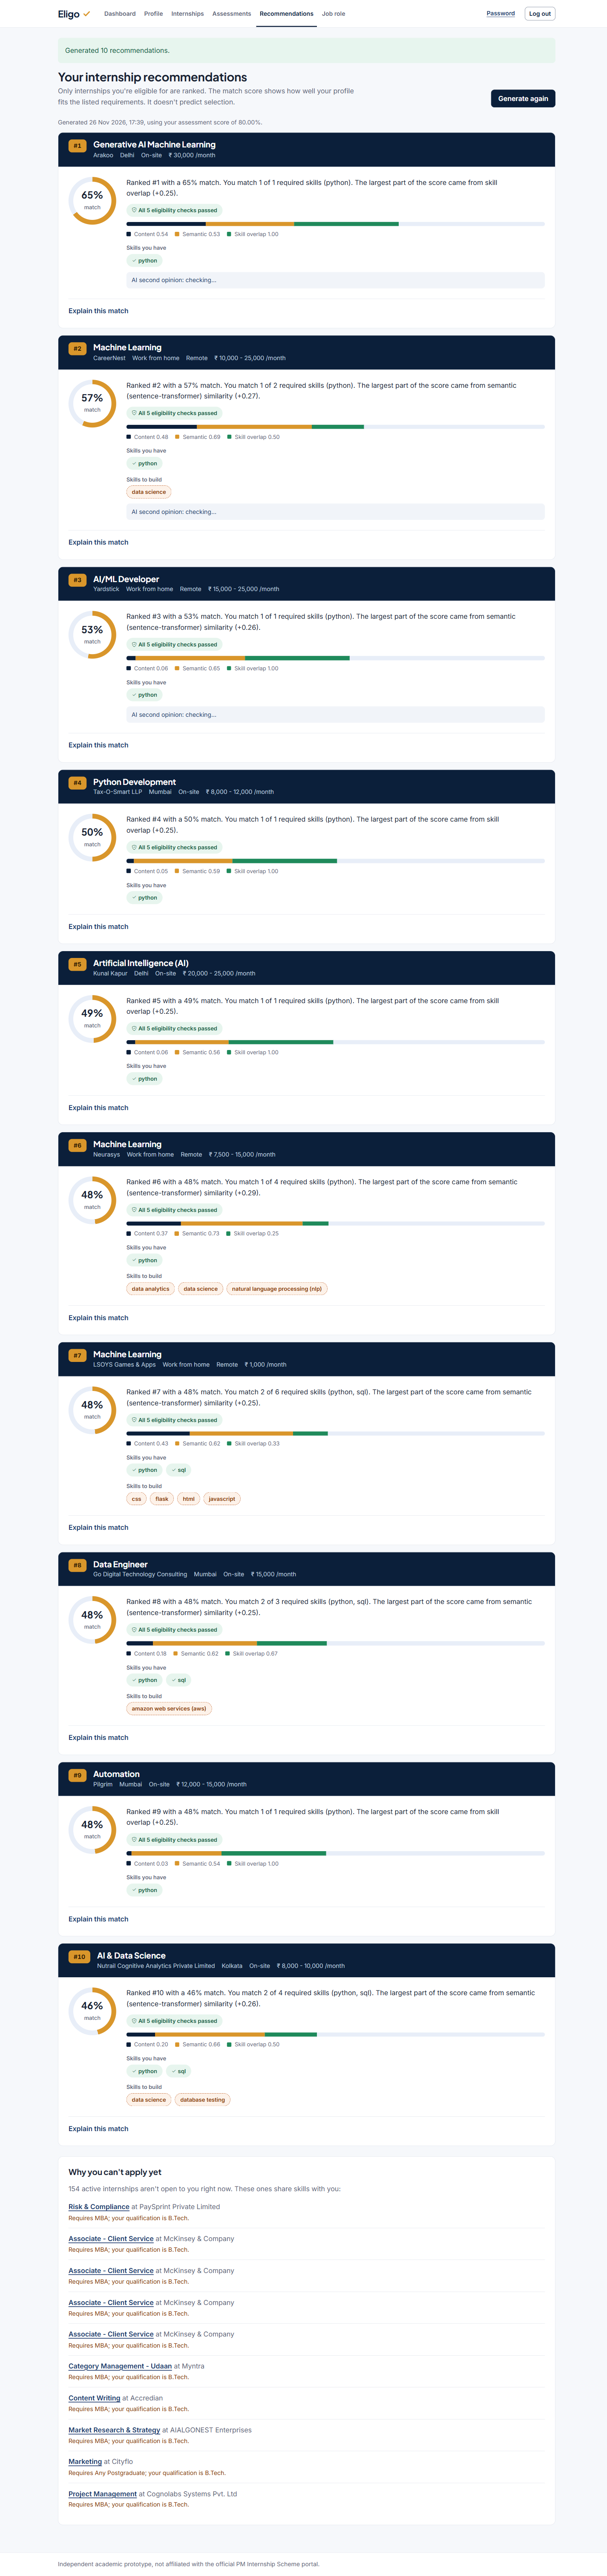 Eligo
Dashboard Profile Internships Assessments Recommendations Job role Password Log out
Generated 10 recommendations.
Your internship recommendations
Only internships you're eligible for are ranked. The match score shows how well your profile
fits the listed requirements. It doesn't predict selection.
Generate again
Generated 26 Nov 2026, 17:39, using your assessment score of 80.00%.
#1 Generative AI Machine Learning
Arakoo Delhi On-site ₹ 30,000 /month
65%
match
Ranked #1 with a 65% match. You match 1 of 1 required skills (python). The largest part of the score came from skill
overlap (+0.25).
All 5 eligibility checks passed
Content 0.54 Semantic 0.53 Skill overlap 1.00
Skills you have
python
AI second opinion: checking...
Explain this match
#2 Machine Learning
CareerNest Work from home Remote ₹ 10,000 - 25,000 /month
57%
match
Ranked #2 with a 57% match. You match 1 of 2 required skills (python). The largest part of the score came from semantic
(sentence-transformer) similarity (+0.27).
All 5 eligibility checks passed
Content 0.48 Semantic 0.69 Skill overlap 0.50
Skills you have
python
Skills to build
data science
AI second opinion: checking...
Explain this match
#3 AI/ML Developer
Yardstick Work from home Remote ₹ 15,000 - 25,000 /month
53%
match
Ranked #3 with a 53% match. You match 1 of 1 required skills (python). The largest part of the score came from semantic
(sentence-transformer) similarity (+0.26).
All 5 eligibility checks passed
Content 0.06 Semantic 0.65 Skill overlap 1.00
Skills you have
python
AI second opinion: checking...
Explain this match
#4 Python Development
Tax-O-Smart LLP Mumbai On-site ₹ 8,000 - 12,000 /month
50%
match
Ranked #4 with a 50% match. You match 1 of 1 required skills (python). The largest part of the score came from skill
overlap (+0.25).
All 5 eligibility checks passed
Content 0.05 Semantic 0.59 Skill overlap 1.00
Skills you have
python
Explain this match
#5 Artificial Intelligence (AI)
Kunal Kapur Delhi On-site ₹ 20,000 - 25,000 /month
49%
match
Ranked #5 with a 49% match. You match 1 of 1 required skills (python). The largest part of the score came from skill
overlap (+0.25).
All 5 eligibility checks passed
Content 0.06 Semantic 0.56 Skill overlap 1.00
Skills you have
python
Explain this match
#6 Machine Learning
Neurasys Work from home Remote ₹ 7,500 - 15,000 /month
48%
match
Ranked #6 with a 48% match. You match 1 of 4 required skills (python). The largest part of the score came from semantic
(sentence-transformer) similarity (+0.29).
All 5 eligibility checks passed
Content 0.37 Semantic 0.73 Skill overlap 0.25
Skills you have
python
Skills to build
data analytics data science natural language processing (nlp)
Explain this match
#7 Machine Learning
LSOYS Games & Apps Work from home Remote ₹ 1,000 /month
48%
match
Ranked #7 with a 48% match. You match 2 of 6 required skills (python, sql). The largest part of the score came from semantic
(sentence-transformer) similarity (+0.25).
All 5 eligibility checks passed
Content 0.43 Semantic 0.62 Skill overlap 0.33
Skills you have
python sql
Skills to build
css flask html javascript
Explain this match
#8 Data Engineer
Go Digital Technology Consulting Mumbai On-site ₹ 15,000 /month
48%
match
Ranked #8 with a 48% match. You match 2 of 3 required skills (python, sql). The largest part of the score came from semantic
(sentence-transformer) similarity (+0.25).
All 5 eligibility checks passed
Content 0.18 Semantic 0.62 Skill overlap 0.67
Skills you have
python sql
Skills to build
amazon web services (aws)
Explain this match
#9 Automation
Pilgrim Mumbai On-site ₹ 12,000 - 15,000 /month
48%
match
Ranked #9 with a 48% match. You match 1 of 1 required skills (python). The largest part of the score came from skill
overlap (+0.25).
All 5 eligibility checks passed
Content 0.03 Semantic 0.54 Skill overlap 1.00
Skills you have
python
Explain this match
#10 AI & Data Science
Nutrail Cognitive Analytics Private Limited Kolkata On-site ₹ 8,000 - 10,000 /month
46%
match
Ranked #10 with a 46% match. You match 2 of 4 required skills (python, sql). The largest part of the score came from semantic
(sentence-transformer) similarity (+0.26).
All 5 eligibility checks passed
Content 0.20 Semantic 0.66 Skill overlap 0.50
Skills you have
python sql
Skills to build
data science database testing
Explain this match
Why you can't apply yet
154 active internships aren't open to you right now. These ones share skills with you:
Risk & Compliance at PaySprint Private Limited
Requires MBA; your qualification is B.Tech.
Associate - Client Service at McKinsey & Company
Requires MBA; your qualification is B.Tech.
Associate - Client Service at McKinsey & Company
Requires MBA; your qualification is B.Tech.
Associate - Client Service at McKinsey & Company
Requires MBA; your qualification is B.Tech.
Associate - Client Service at McKinsey & Company
Requires MBA; your qualification is B.Tech.
Category Management - Udaan at Myntra
Requires MBA; your qualification is B.Tech.
Content Writing at Accredian
Requires MBA; your qualification is B.Tech.
Market Research & Strategy at AIALGONEST Enterprises
Requires MBA; your qualification is B.Tech.
Marketing at Cityflo
Requires Any Postgraduate; your qualification is B.Tech.
Project Management at Cognolabs Systems Pvt. Ltd
Requires MBA; your qualification is B.Tech.
Independent academic prototype, not affiliated with the official PM Internship Scheme portal.